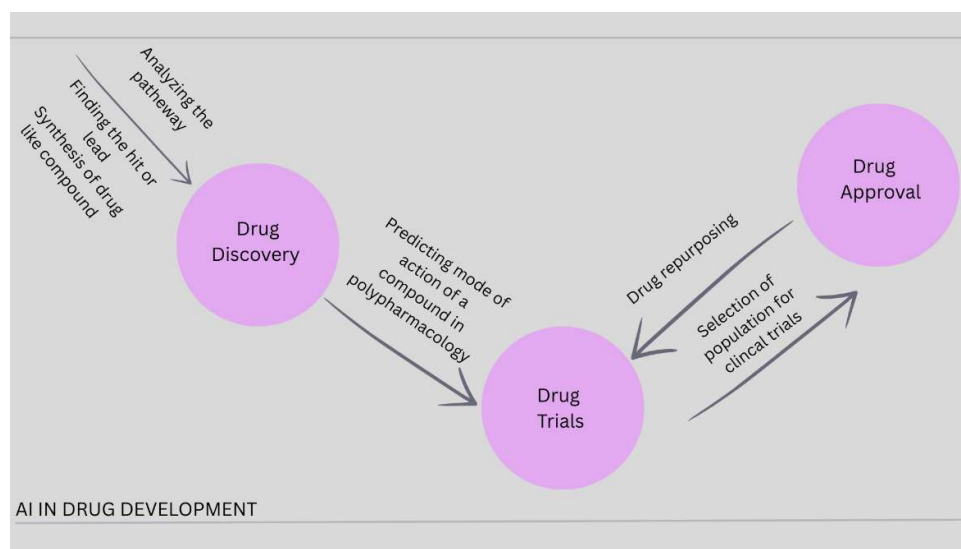 Analyzing the
patheway
Finding the hit or
lead
Synthesis of drug
like compound
Drug
Discovery
Predicting mode of
action of a
compound in
polypharmacology
Drug
Trials
Drug repurposing
Selection of
population for
clincal trials
Drug
Approval
AI IN DRUG DEVELOPMENT